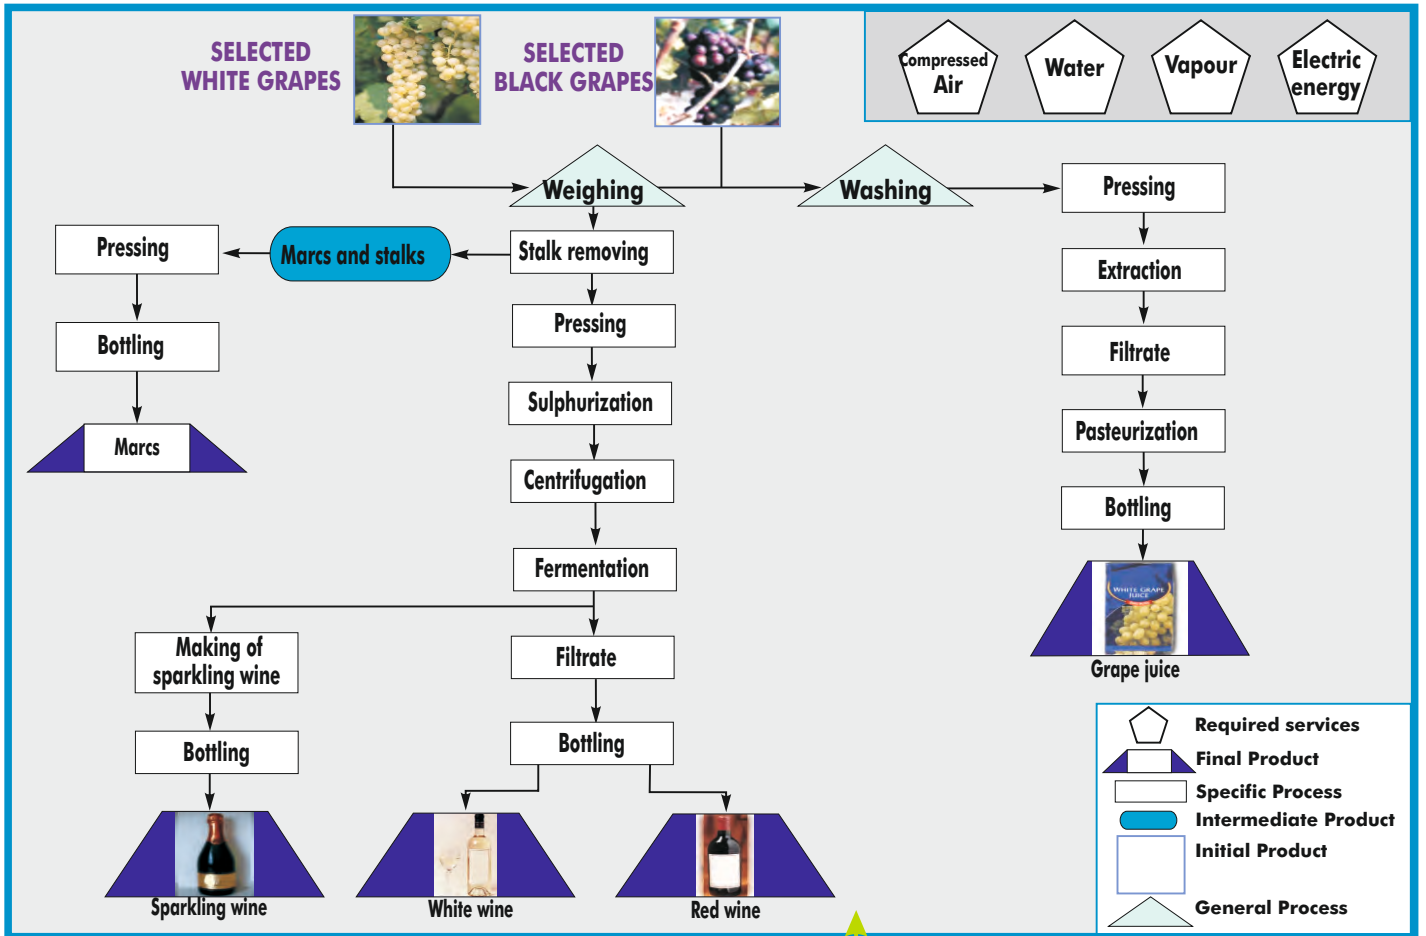 SELECTED
WHITE GRAPES
SELECTED
BLACK GRAPES
Compressed
Air
Water
Vapour
Electric
energy
Weighing
Washing
Pressing
Pressing
Marcs and stalks
Stalk removing
Extraction
Bottling
Pressing
Filtrate
Marcs
Sulphurization
Pasteurization
Centrifugation
Bottling
Fermentation
WHITE GRAPE
JUICE
Grape juice
Making of
sparkling wine
Filtrate
Bottling
Bottling
Sparkling wine
White wine
Red wine
Required services
Final Product
Specific Process
Intermediate Product
Initial Product
General Process